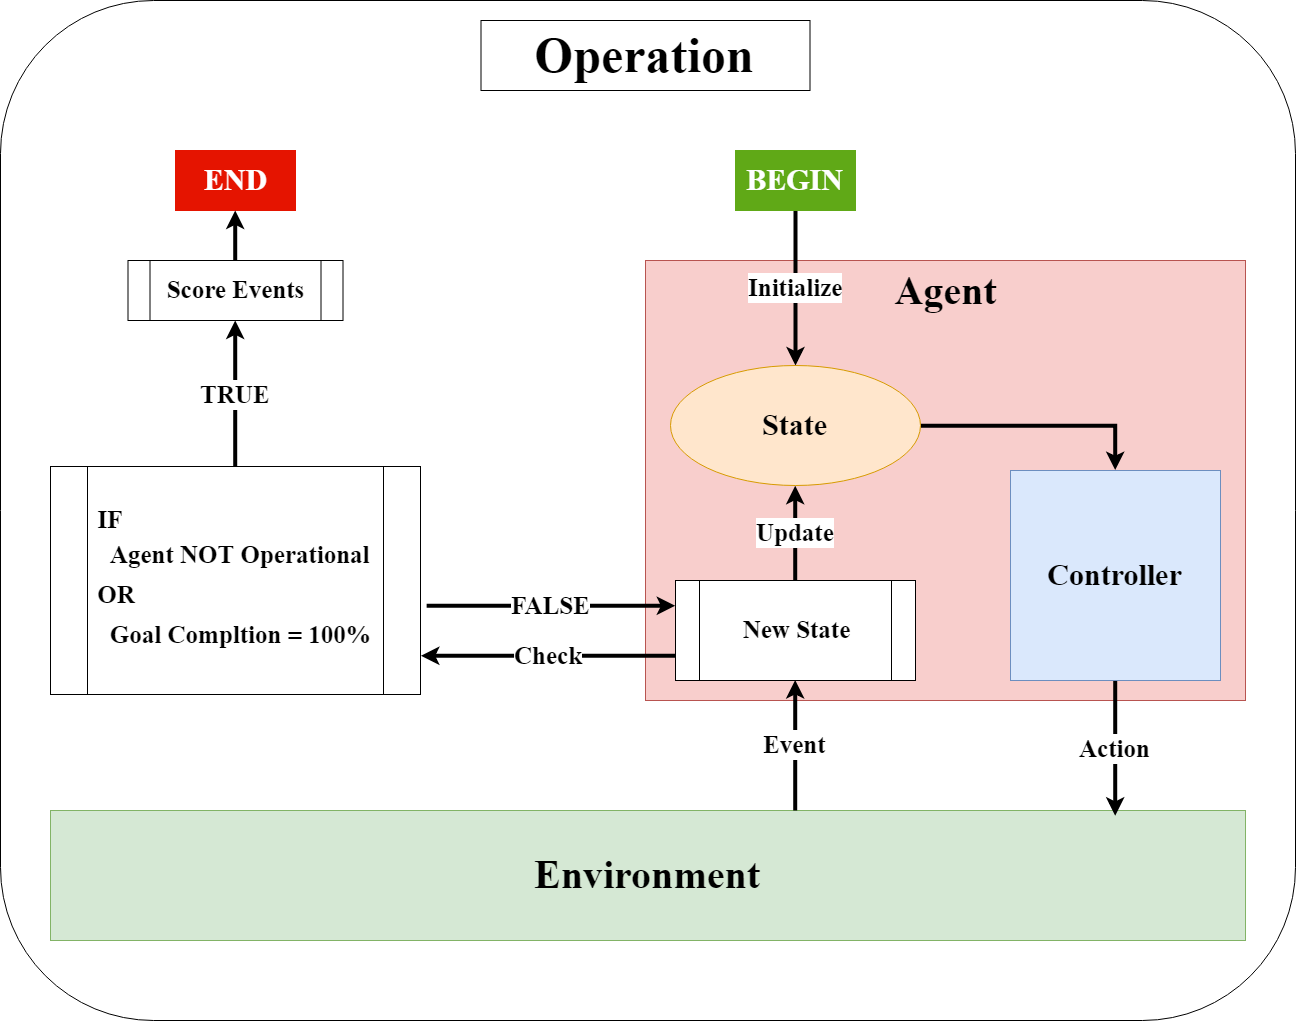 Operation
END
BEGIN
Score Events
Initialize
Agent
TRUE
State
IF
Agent NOT Operational
OR
Goal Compltion = 100%
Update
Controller
FALSE
New State
Check
Event
Action
Environment